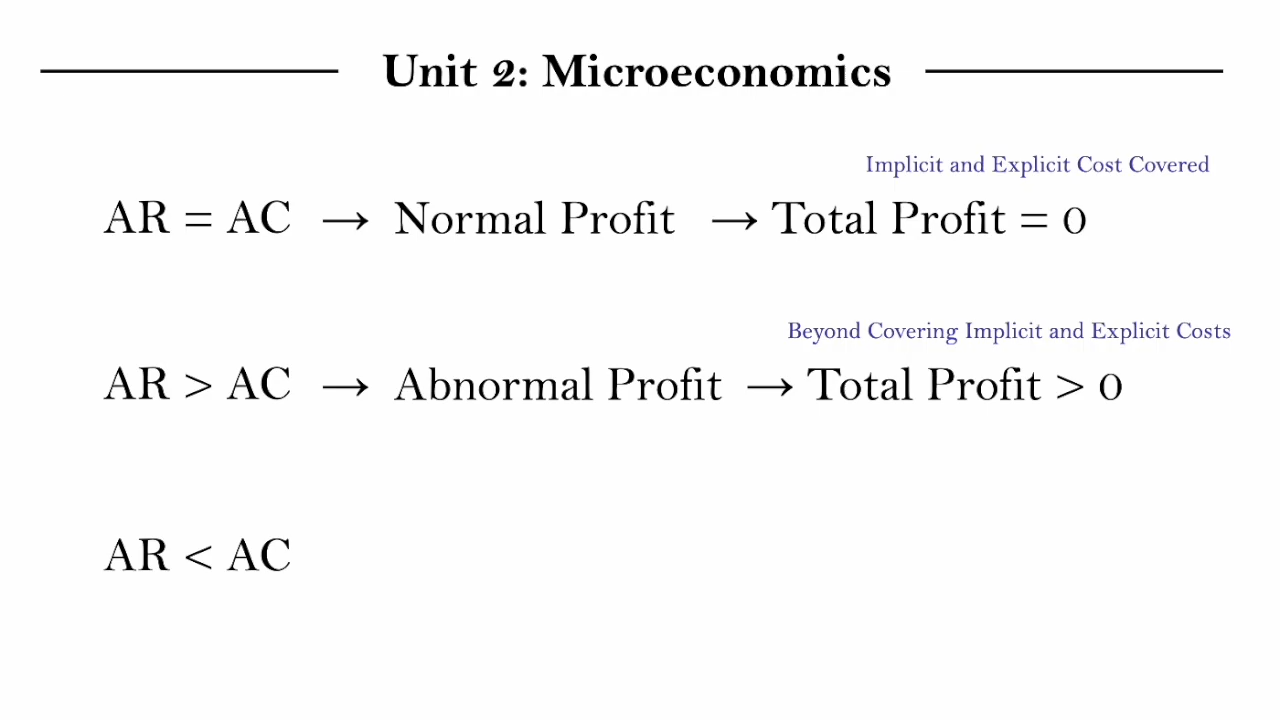 Unit 2: Microeconomics
Implicit and Explicit Cost Covered
AR = AC → Normal Profit → Total Profit = 0
Beyond Covering Implicit and Explicit Costs
AR > AC → Abnormal Profit → Total Profit > 0
AR < AC